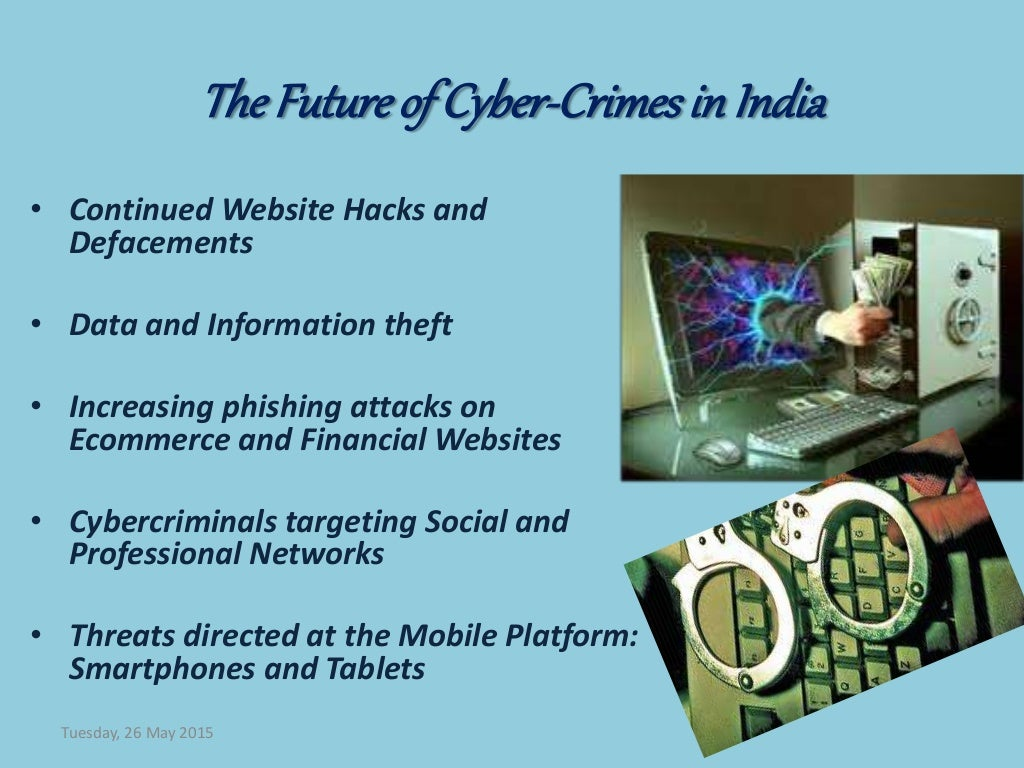 The Future of Cyber-Crimes in India
• Continued Website Hacks and
Defacements
• Data and Information theft
• Increasing phishing attacks on
Ecommerce and Financial Websites
• Cybercriminals targeting Social and
Professional Networks
• Threats directed at the Mobile Platform:
Smartphones and Tablets
Tuesday, 26 May 2015